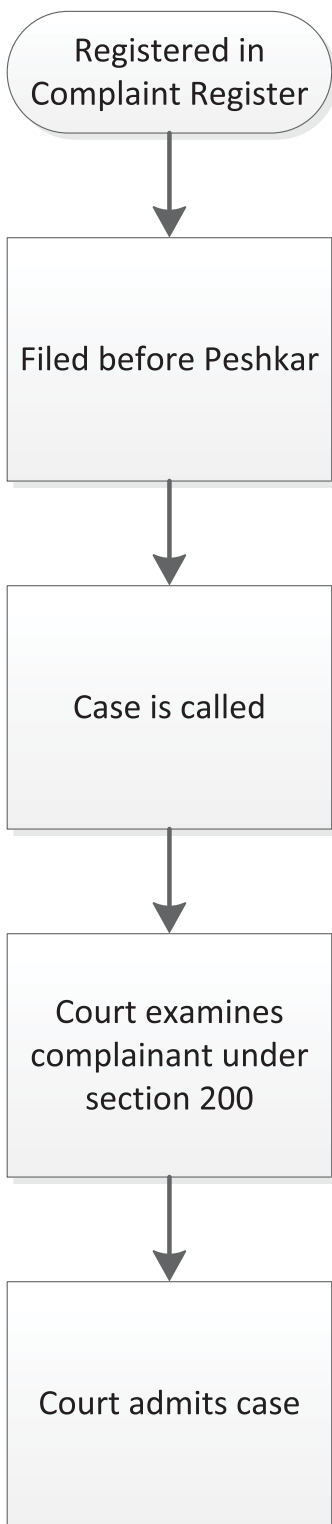 Registered in
Complaint Register
Filed before Peshkar
Case is called
Court examines
complainant under
section 200
Court admits case